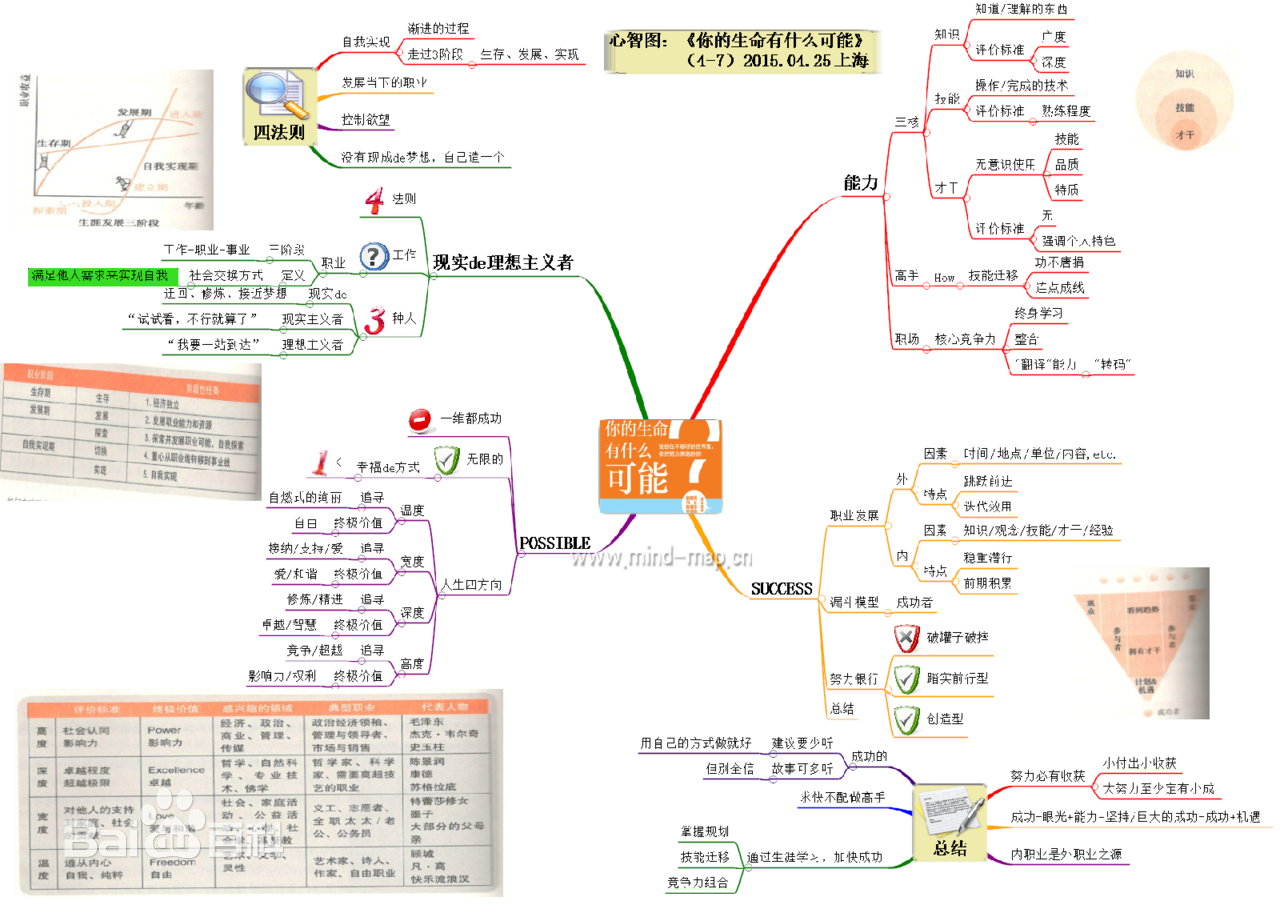 心智图：《你的生命有什么可能》
（4-7）2015.04.25上海
四法则
自我实现
渐进的过程
走过3阶段
生存、发展、实现
发展当下的职业
控制欲望
没有现成de梦想，自己造一个
职业收益
发展期
进入期
生存期
自我实现期
建立期
探索期
投入期
年龄
生涯发展三阶段
现实de理想主义者
4
法则
工作
职业
三阶段
工作-职业-事业
定义
社会交换方式
满足他人需求来实现自我
3
种人
现实de
迂回、修炼、接近梦想
现实主义者
“试试看，不行就算了”
理想主义者
“我要一站到达”
职业阶段
阶段性任务
生存期
生存
1.经济独立
发展期
发展
2.发展职业能力和资源
探索
3.探索并发展职业可能、自我探索
自我实现期
切换
4.重心从职业线转移到事业线
实现
5.自我实现
能力
三核
知识
知道/理解的东西
评价标准
广度
深度
技能
操作/完成的技术
评价标准
熟练程度
才干
无意识使用
技能
品质
特质
评价标准
无
强调个人特色
高手
How
技能迁移
功不唐捐
连点成线
职场
核心竞争力
终身学习
整合
“翻译”能力
“转码”
知识
技能
才干
你的生命
有什么
可能
www.mind-map.cn
POSSIBLE
一维都成功
无限的
幸福de方式
1
<
人生四方向
温度
追寻
自燃式的绚丽
终极价值
自由
宽度
追寻
接纳/支持/爱
终极价值
爱/和谐
深度
追寻
修炼/精进
终极价值
卓越/智慧
高度
追寻
竞争/超越
终极价值
影响力/权利
评价标准
终极价值
感兴趣的领域
典型职业
代表人物
高度
社会认同
影响力
Power
影响力
经济、政治、
商业、管理、
传媒
政治经济领袖、
管理与领导者、
市场与销售
毛泽东
杰克·韦尔奇
史玉柱
深度
卓越程度
超越极限
Excellence
卓越
哲学、自然科
学、专业技
术、佛学
哲学家、科学
家、需要高超技
艺的职业
陈景润
康德
苏格拉底
宽度
对他人的支持
Love
爱与和谐
社会、家庭活
动、公益活
义工、志愿者、
全职太太/老
公、公务员
特蕾莎修女
墨子
大部分的父母
亲
温度
遵从内心
自我、纯粹
Freedom
自由
灵性
艺术家、诗人、
作家、自由职业
顾城
凡·高
快乐流浪汉
Baidu百科
SUCCESS
职业发展
外
因素
时间/地点/单位/内容,etc.
特点
跳跃前进
迭代效用
内
因素
知识/观念/技能/才干/经验
特点
稳重潜行
前期积累
漏斗模型
成功者
努力银行
破罐子破摔
踏实前行型
创造型
总结
观众
看到趋势
观众
参与者
拥有才干
参与者
计划&
机遇
成功者
总结
成功的
建议要少听
用自己的方式做就好
故事可多听
但别全信
求快不配做高手
通过生涯学习，加快成功
掌握规划
技能迁移
竞争力组合
努力必有收获
小付出小收获
大努力至少定有小成
成功=眼光+能力=坚持/巨大的成功=成功+机遇
内职业是外职业之源